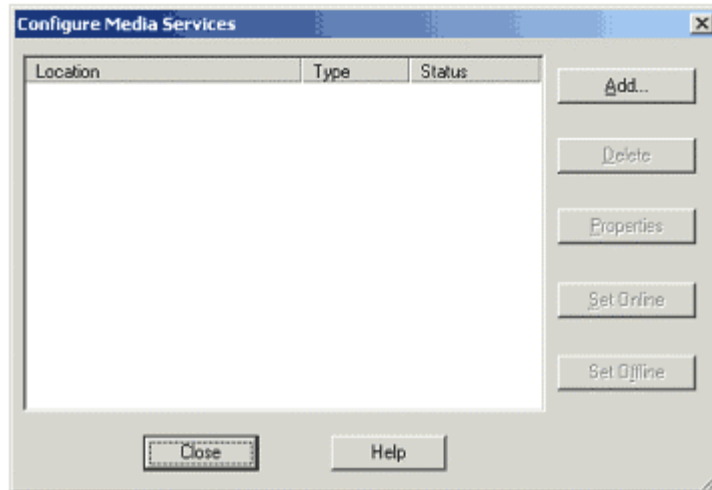 Configure Media Services
Location Type Status
Add...
Delete
Properties
Set Online
Set Offline
Close Help